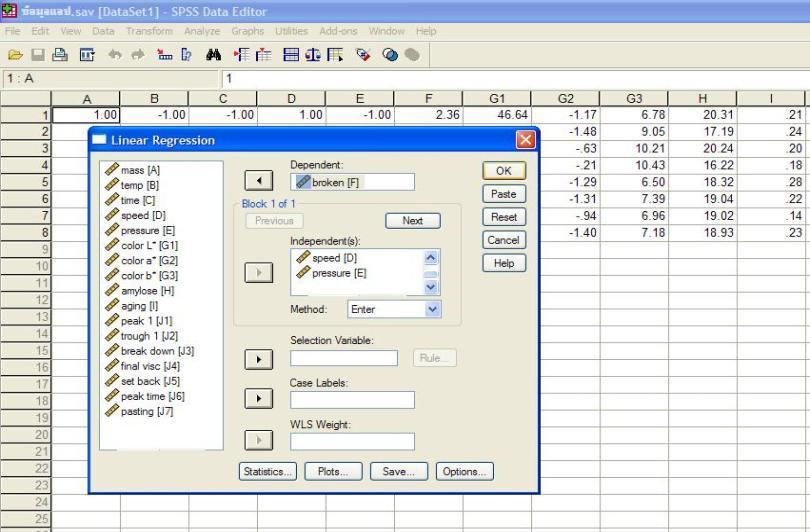 ข้อมูลแอป.sav [DataSet1] - SPSS Data Editor
File Edit View Data Transform Analyze Graphs Utilities Add-ons Window Help
1 : A 1
A B C D E F G1 G2 G3 H I
1 1.00 -1.00 -1.00 1.00 -1.00 2.36 46.64 -1.17 6.78 20.31 .21
2 -1.48 9.05 17.19 .24
3 -.63 10.21 20.24 .20
4 -.21 10.43 16.22 .18
5 -1.29 6.50 18.32 .28
6 -1.31 7.39 19.04 .22
7 -.94 6.96 19.02 .14
8 -1.40 7.18 18.93 .23
9
10
11
12
13
14
15
16
17
18
19
20
21
22
23
24
25
Linear Regression
mass [A]
temp [B]
time [C]
speed [D]
pressure [E]
color L* [G1]
color a* [G2]
color b* [G3]
amylose [H]
aging [I]
peak 1 [J1]
trough 1 [J2]
break down [J3]
final visc [J4]
set back [J5]
peak time [J6]
pasting [J7]
Dependent:
broken [F]
Block 1 of 1
Previous Next
Independent(s):
speed [D]
pressure [E]
Method: Enter
Selection Variable:
Rule...
Case Labels:
WLS Weight:
Statistics... Plots... Save... Options...
OK
Paste
Reset
Cancel
Help